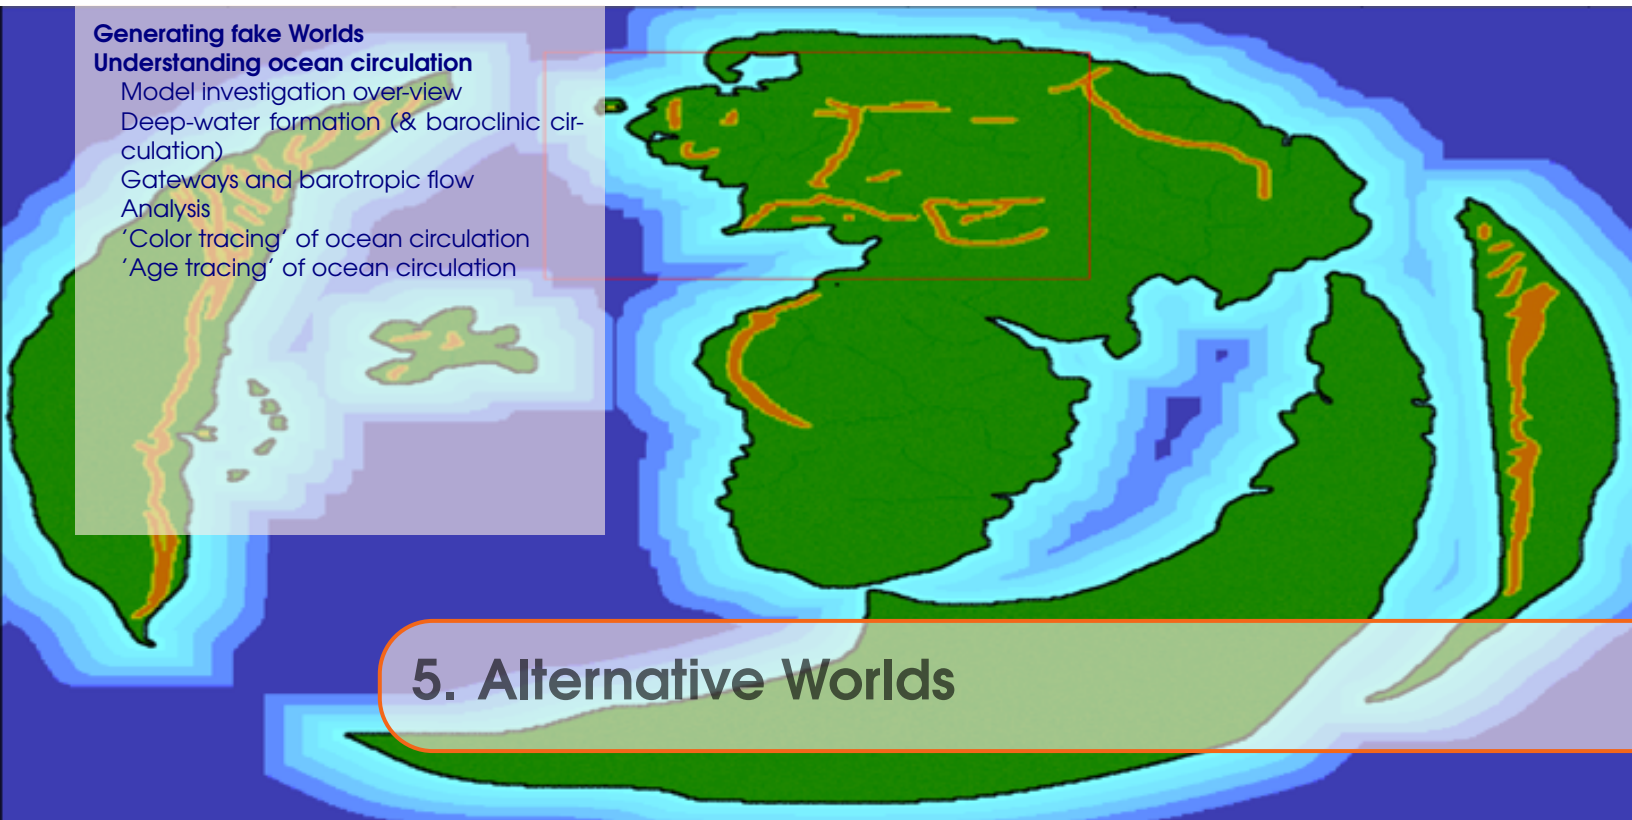 Generating fake Worlds
Understanding ocean circulation
Model investigation over-view
Deep-water formation (& baroclinic cir-
culation)
Gateways and barotropic flow
Analysis
'Color tracing' of ocean circulation
'Age tracing' of ocean circulation
5. Alternative Worlds